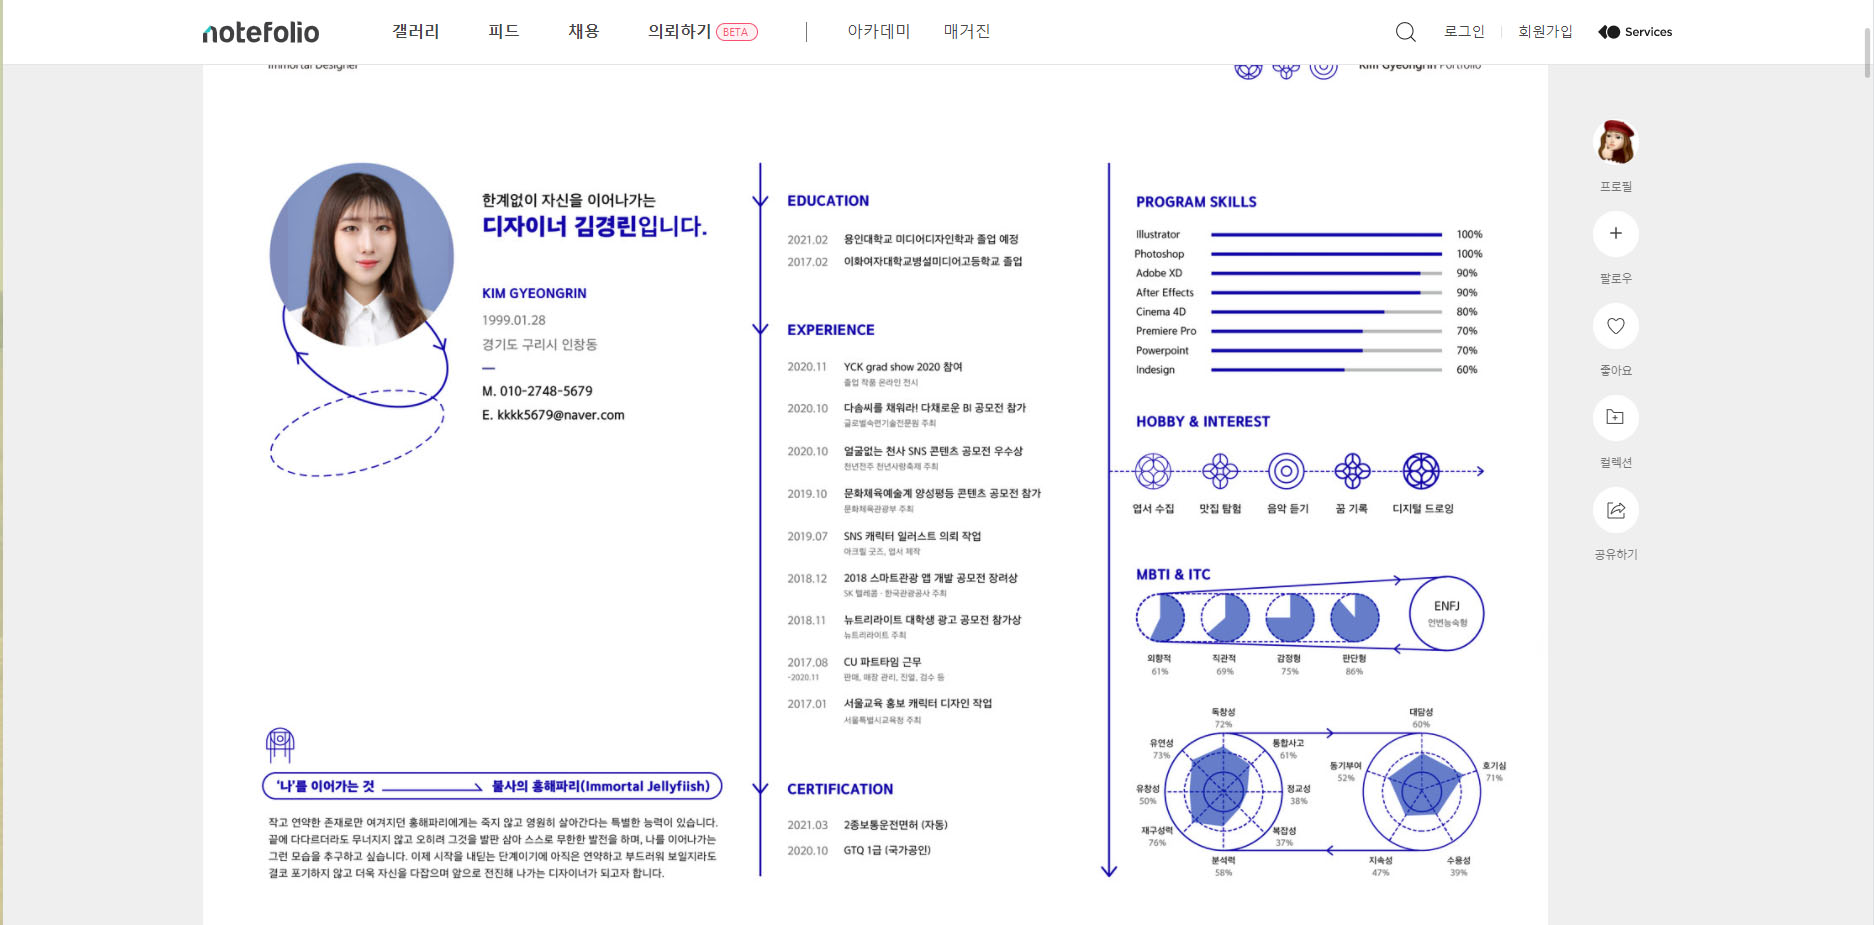 notefolio
갤러리
피드
채용
의뢰하기 BETA
아카데미
매거진
로그인
회원가입
Services
Immortal Designer
Kim Gyeongrin Portfolio
한계없이 자신을 이어나가는
디자이너 김경린입니다.
KIM GYEONGRIN
1999.01.28
경기도 구리시 인창동
M. 010-2748-5679
E. kkkk5679@naver.com
'나'를 이어가는 것
불사의 홍해파리(Immortal Jellyfiish)
작고 연약한 존재로만 여겨지던 홍해파리에게는 죽지 않고 영원히 살아간다는 특별한 능력이 있습니다.
끝에 다다르더라도 무너지지 않고 오히려 그것을 발판 삼아 스스로 무한한 발전을 하며, 나를 이어나가는
그런 모습을 추구하고 싶습니다. 이제 시작을 내딛는 단계이기에 아직은 연약하고 부드러워 보일지라도
결코 포기하지 않고 더욱 자신을 다잡으며 앞으로 전진해 나가는 디자이너가 되고자 합니다.
EDUCATION
2021.02 용인대학교 미디어디자인학과 졸업 예정
2017.02 이화여자대학교병설미디어고등학교 졸업
EXPERIENCE
2020.11 YCK grad show 2020 참여
졸업 작품 온라인 전시
2020.10 다솜씨를 채워라! 다채로운 BI 공모전 참가
글로벌숙련기술진흥원 주최
2020.10 얼굴없는 천사 SNS 콘텐츠 공모전 우수상
천년전주 천년사랑축제 주최
2019.10 문화체육예술계 양성평등 콘텐츠 공모전 참가
문화체육관광부 주최
2019.07 SNS 캐릭터 일러스트 의뢰 작업
아크릴 굿즈, 엽서 제작
2018.12 2018 스마트관광 앱 개발 공모전 장려상
SK 텔레콤 · 한국관광공사 주최
2018.11 뉴트리라이트 대학생 광고 공모전 참가상
뉴트리라이트 주최
2017.08 CU 파트타임 근무
-2020.11 판매, 매장 관리, 진열, 검수 등
2017.01 서울교육 홍보 캐릭터 디자인 작업
서울특별시교육청 주최
CERTIFICATION
2021.03 2종보통운전면허 (자동)
2020.10 GTQ 1급 (국가공인)
PROGRAM SKILLS
Illustrator 100%
Photoshop 100%
Adobe XD 90%
After Effects 90%
Cinema 4D 80%
Premiere Pro 70%
Powerpoint 70%
Indesign 60%
HOBBY & INTEREST
엽서 수집
맛집 탐험
음악 듣기
꿈 기록
디지털 드로잉
MBTI & ITC
ENFJ
언변능숙형
외향적
직관적
감정형
판단형
61%
69%
75%
86%
독창성
72%
유연성
73%
통합사고
61%
유창성
50%
정교성
38%
재구성력
76%
복잡성
37%
분석력
58%
대담성
60%
동기부여
52%
호기심
71%
지속성
47%
수용성
39%
프로필
팔로우
좋아요
컬렉션
공유하기